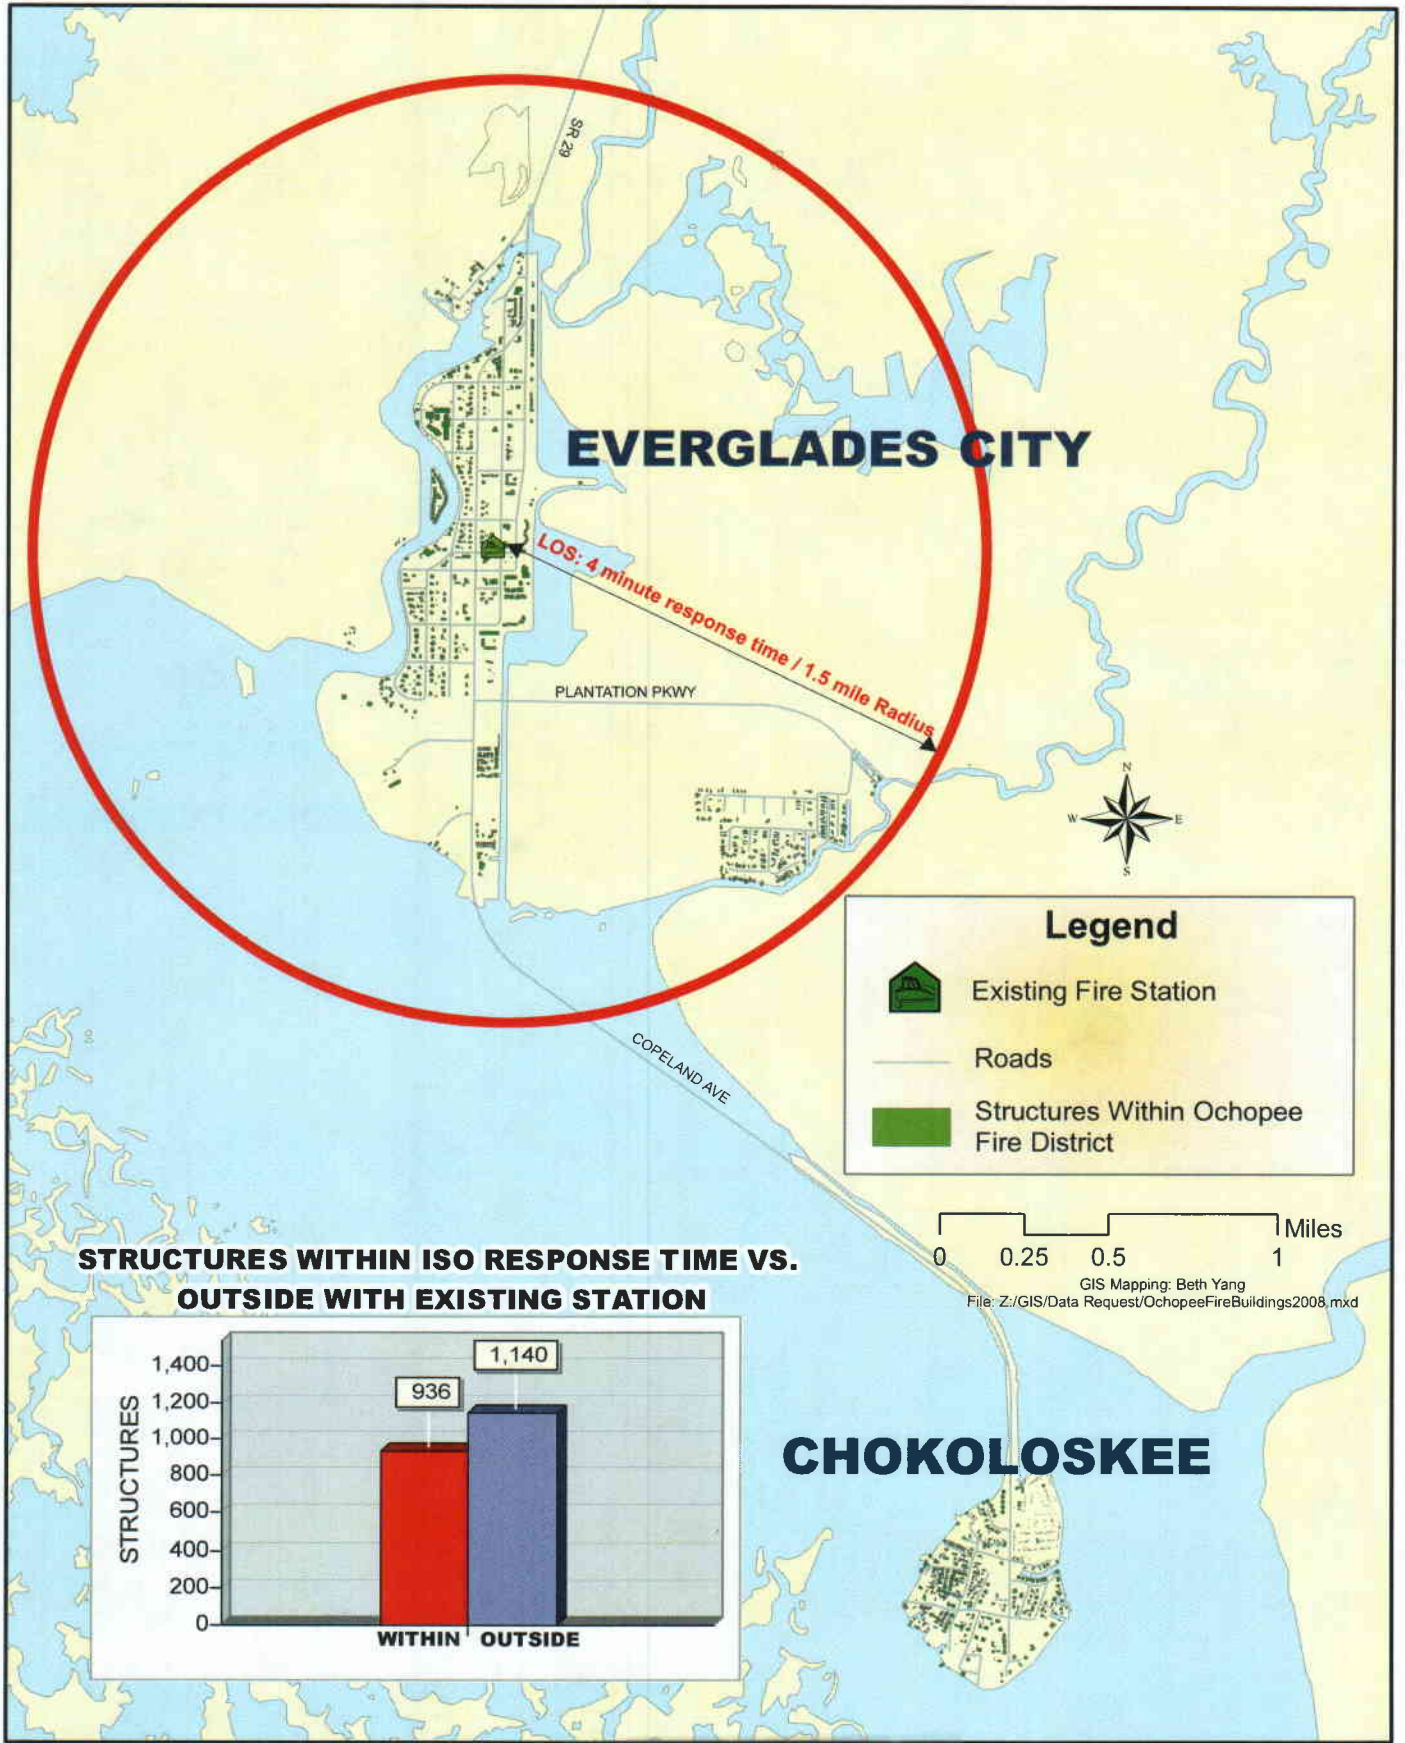 SR 29
EVERGLADES CITY
LOS: 4 minute response time / 1.5 mile Radius
PLANTATION PKWY
N
W
E
S
Legend
Existing Fire Station
Roads
Structures Within Ochopee
Fire District
COPELAND AVE
Miles
0 0.25 0.5 1
GIS Mapping: Beth Yang
File: Z:/GIS/Data Request/OchopeeFireBuildings2008.mxd
STRUCTURES WITHIN ISO RESPONSE TIME VS.
OUTSIDE WITH EXISTING STATION
STRUCTURES
1,400
1,200
1,000
800
600
400
200
0
936
1,140
WITHIN
OUTSIDE
CHOKOLOSKEE